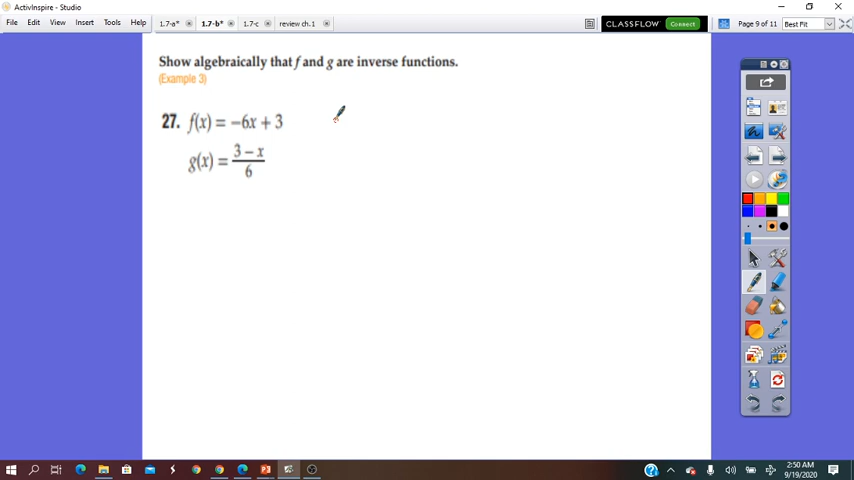 ActivInspire - Studio
File Edit View Insert Tools Help
1.7-a* 1.7-b* 1.7-c review ch.1
CLASSFLOW Connect
Page 9 of 11
Best Fit
Show algebraically that f and g are inverse functions.
(Example 3)
27. f(x) = −6x + 3
g(x) = \frac{3 − x}{6}
2:50 AM
9/19/2020